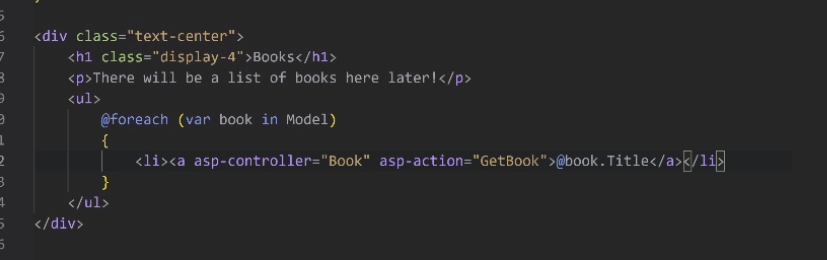 5
6 <div class="text-center">
7 <h1 class="display-4">Books</h1>
8 <p>There will be a list of books here later!</p>
9 <ul>
0 @foreach (var book in Model)
1 {
2 <li><a asp-controller="Book" asp-action="GetBook">@book.Title</a></li>
3 }
4 </ul>
5 </div>
6